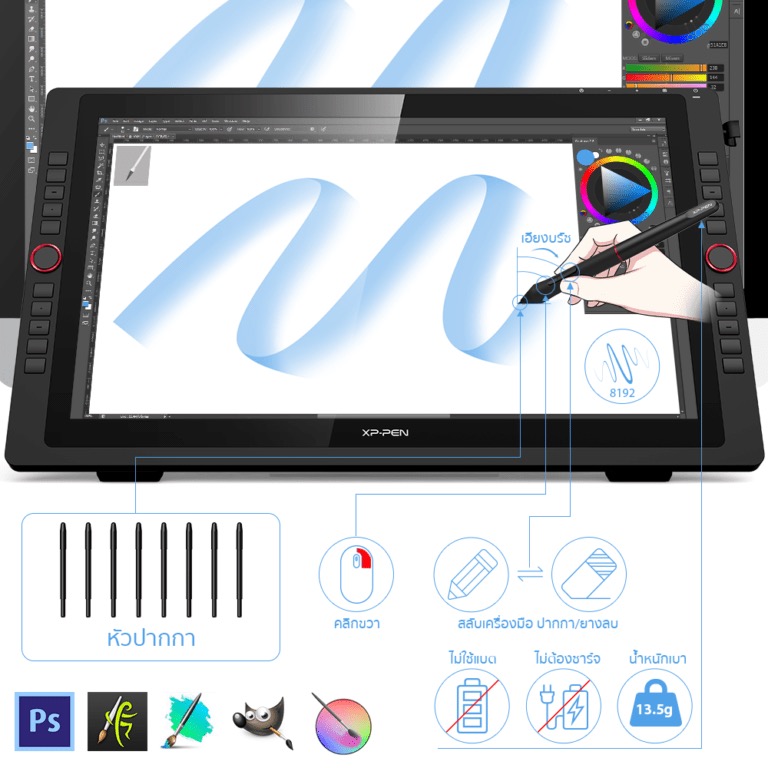 เอียงบรัช
XP-PEN
8192
XP-PEN
หัวปากกา
คลิกขวา
สลับเครื่องมือ ปากกา/ยางลบ
ไม่ใช้แบต
ไม่ต้องชาร์จ
น้ำหนักเบา
13.5g
Ps